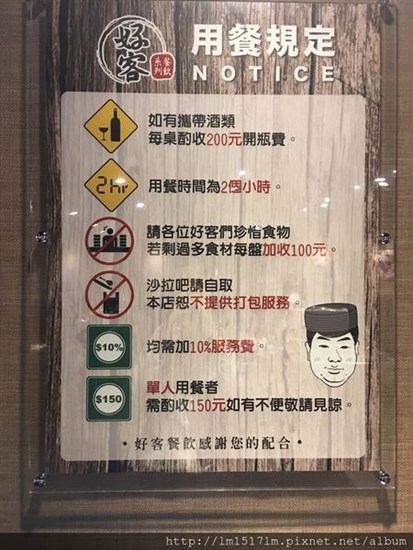 好客
餐飲
系列
用餐規定
NOTICE
如有攜帶酒類
每桌酌收200元開瓶費。
2hr
用餐時間為2個小時。
請各位好客們珍惜食物
若剩過多食材每盤加收100元。
沙拉吧請自取
本店恕不提供打包服務。
$10%
均需加10%服務費。
$150
單人用餐者
需酌收150元如有不便敬請見諒。
·好客餐飲感謝您的配合·
http://lm1517lm.pixnet.net/album